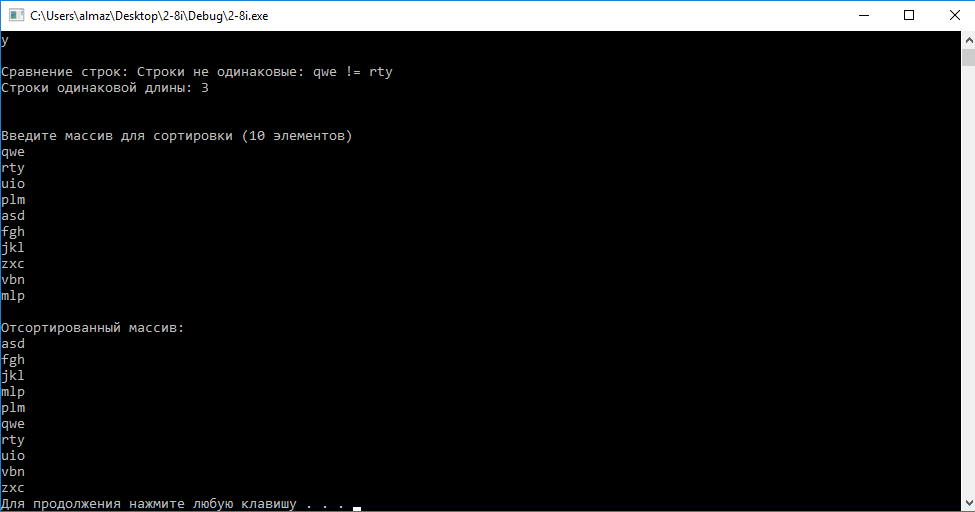 C:\Users\almaz\Desktop\2-8i\Debug\2-8i.exe
y
Сравнение строк: Строки не одинаковые: qwe != rty
Строки одинаковой длины: 3
Введите массив для сортировки (10 элементов)
qwe
rty
uio
plm
asd
fgh
jkl
zxc
vbn
mlp
Отсортированный массив:
asd
fgh
jkl
mlp
plm
qwe
rty
uio
vbn
zxc
Для продолжения нажмите любую клавишу . . .